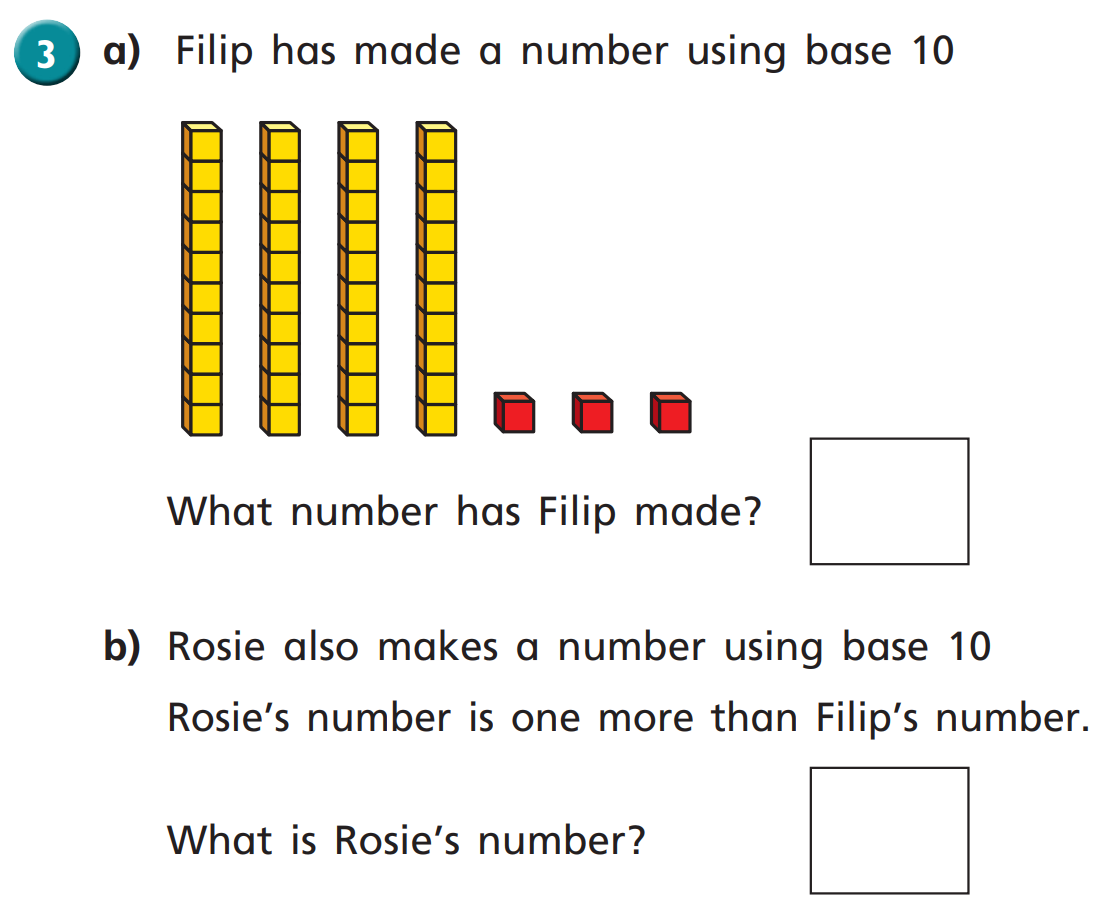 3 a) Filip has made a number using base 10
What number has Filip made?
b) Rosie also makes a number using base 10
Rosie’s number is one more than Filip’s number.
What is Rosie’s number?